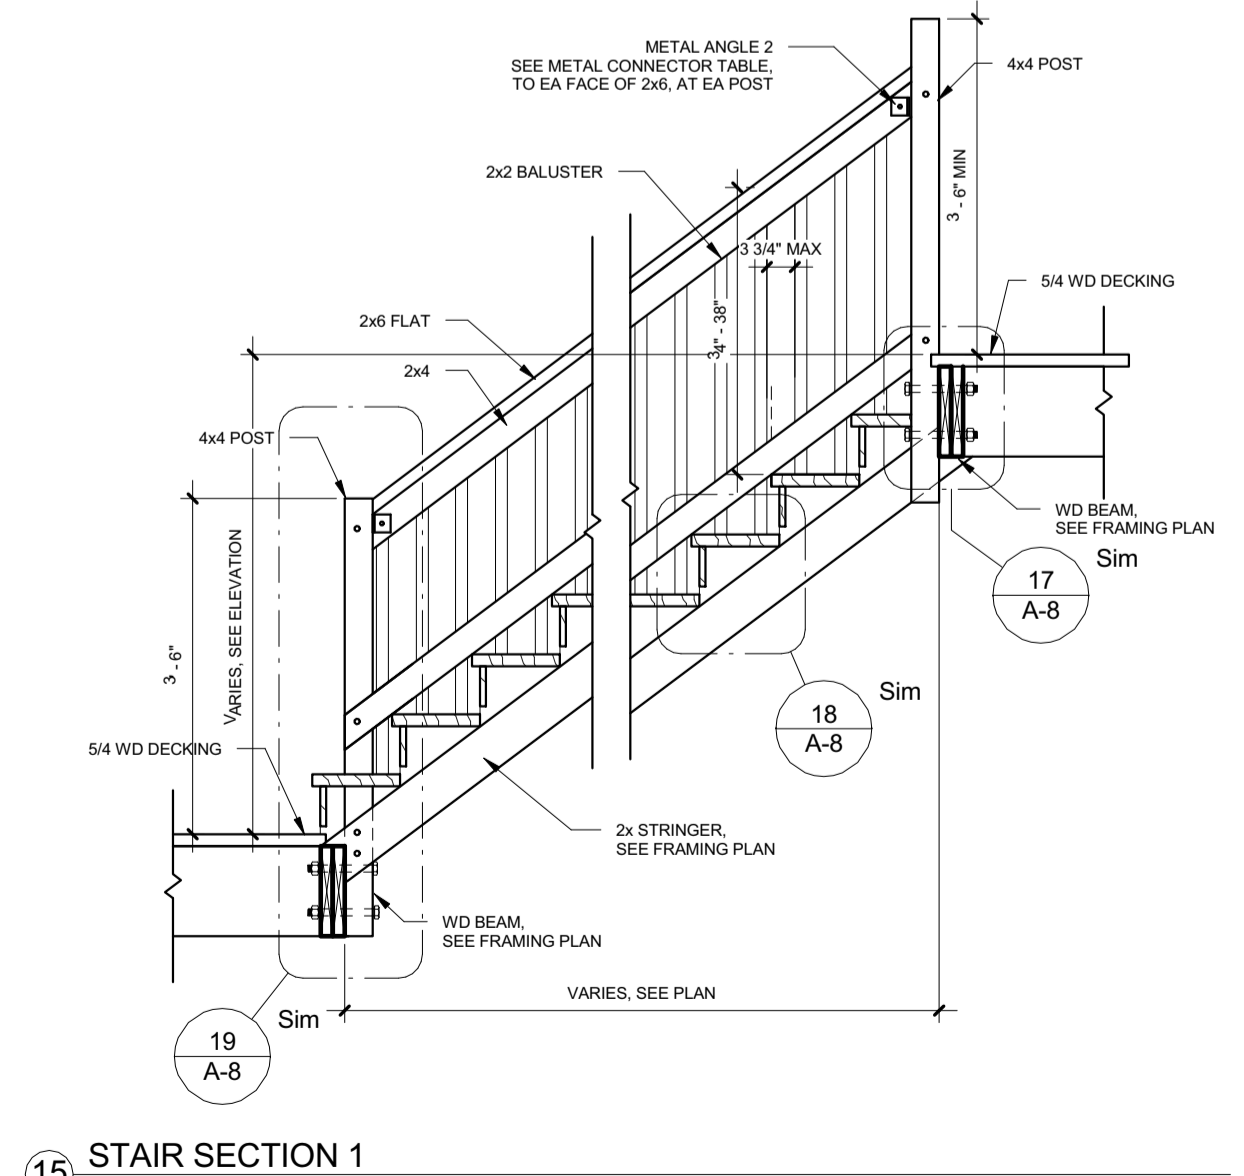 METAL ANGLE 2
SEE METAL CONNECTOR TABLE,
TO EA FACE OF 2x6, AT EA POST
4x4 POST
3 - 6" MIN
2x2 BALUSTER
3 3/4" MAX
34" - 38"
5/4 WD DECKING
2x6 FLAT
2x4
4x4 POST
WD BEAM,
SEE FRAMING PLAN
Sim
17
A-8
VARIES, SEE ELEVATION
3 - 6"
Sim
18
A-8
5/4 WD DECKING
2x STRINGER,
SEE FRAMING PLAN
WD BEAM,
SEE FRAMING PLAN
VARIES, SEE PLAN
Sim
19
A-8
15
STAIR SECTION 1